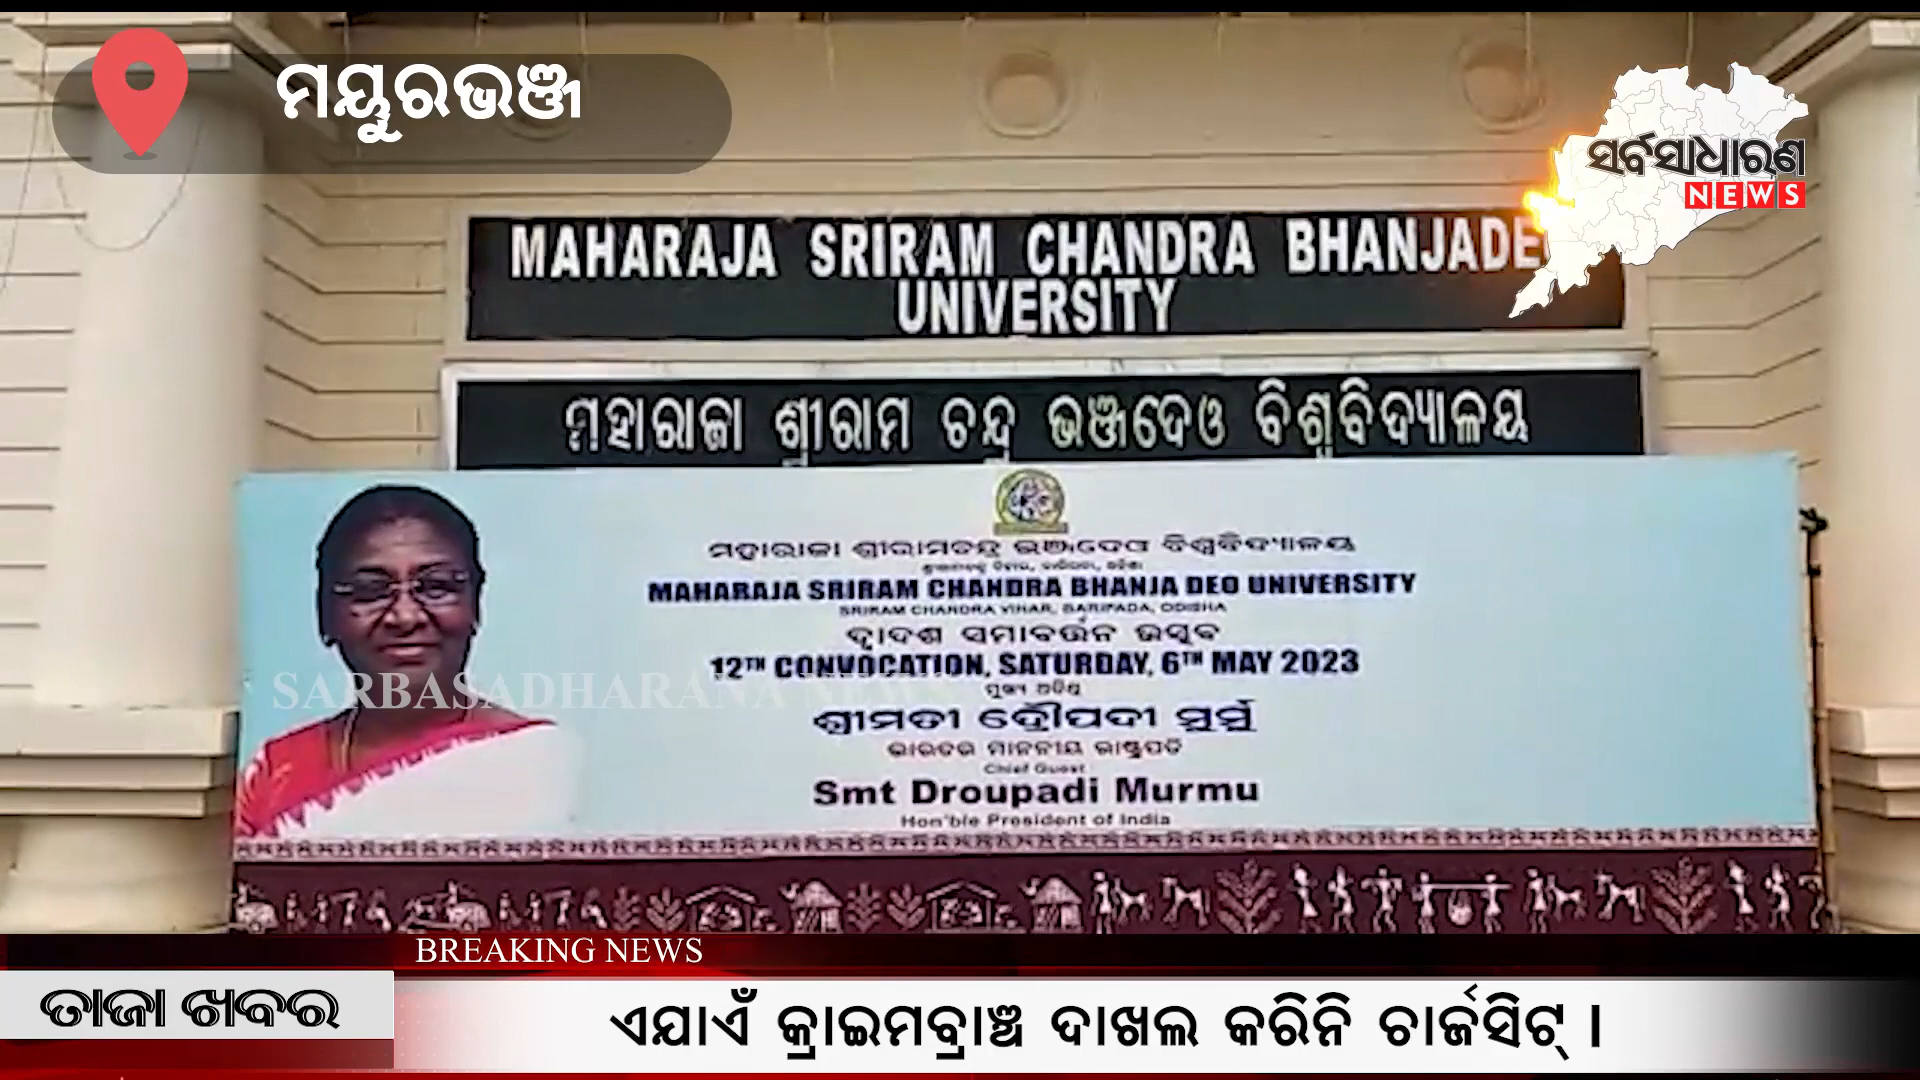 ମୟୂରଭଞ୍ଜ
ସର୍ବସାଧାରଣ
NEWS
MAHARAJA SRIRAM CHANDRA BHANJADEO
UNIVERSITY
ମହାରାଜା ଶ୍ରୀରାମ ଚନ୍ଦ୍ର ଭଞ୍ଜଦେଓ ବିଶ୍ୱବିଦ୍ୟାଳୟ
ମହାରାଜା ଶ୍ରୀରାମଚନ୍ଦ୍ର ଭଞ୍ଜଦେଓ ବିଶ୍ୱବିଦ୍ୟାଳୟ
MAHARAJA SRIRAM CHANDRA BHANJA DEO UNIVERSITY
SRIRAM CHANDRA VIHAR, BARIPADA, ODISHA
ଦ୍ୱାଦଶ ସମାବର୍ତ୍ତନ ଉତ୍ସବ
12TH CONVOCATION, SATURDAY, 6TH MAY 2023
SARBASADHARANA NEWS
ମୁଖ୍ୟ ଅତିଥି
ଶ୍ରୀମତୀ ଦ୍ରୌପଦୀ ମୁର୍ମୁ
ଭାରତର ମାନନୀୟ ରାଷ୍ଟ୍ରପତି
Chief Guest
Smt Droupadi Murmu
Hon'ble President of India
BREAKING NEWS
ତାଜା ଖବର
ଏଯାଏଁ କ୍ରାଇମବ୍ରାଞ୍ଚ ଦାଖଲ କରିନି ଚାର୍ଜସିଟ୍ ।